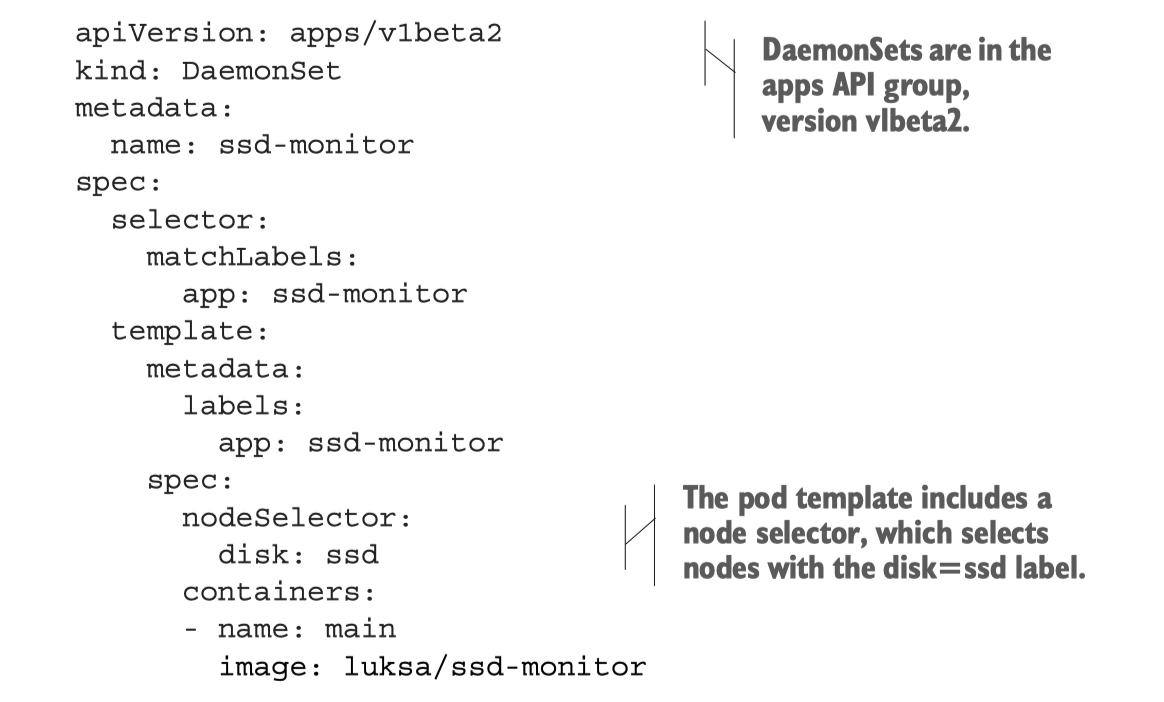 apiVersion: apps/v1beta2
kind: DaemonSet
metadata:
  name: ssd-monitor
spec:
  selector:
    matchLabels:
      app: ssd-monitor
  template:
    metadata:
      labels:
        app: ssd-monitor
    spec:
      nodeSelector:
        disk: ssd
      containers:
      - name: main
        image: luksa/ssd-monitor
DaemonSets are in the
apps API group,
version v1beta2.
The pod template includes a
node selector, which selects
nodes with the disk=ssd label.